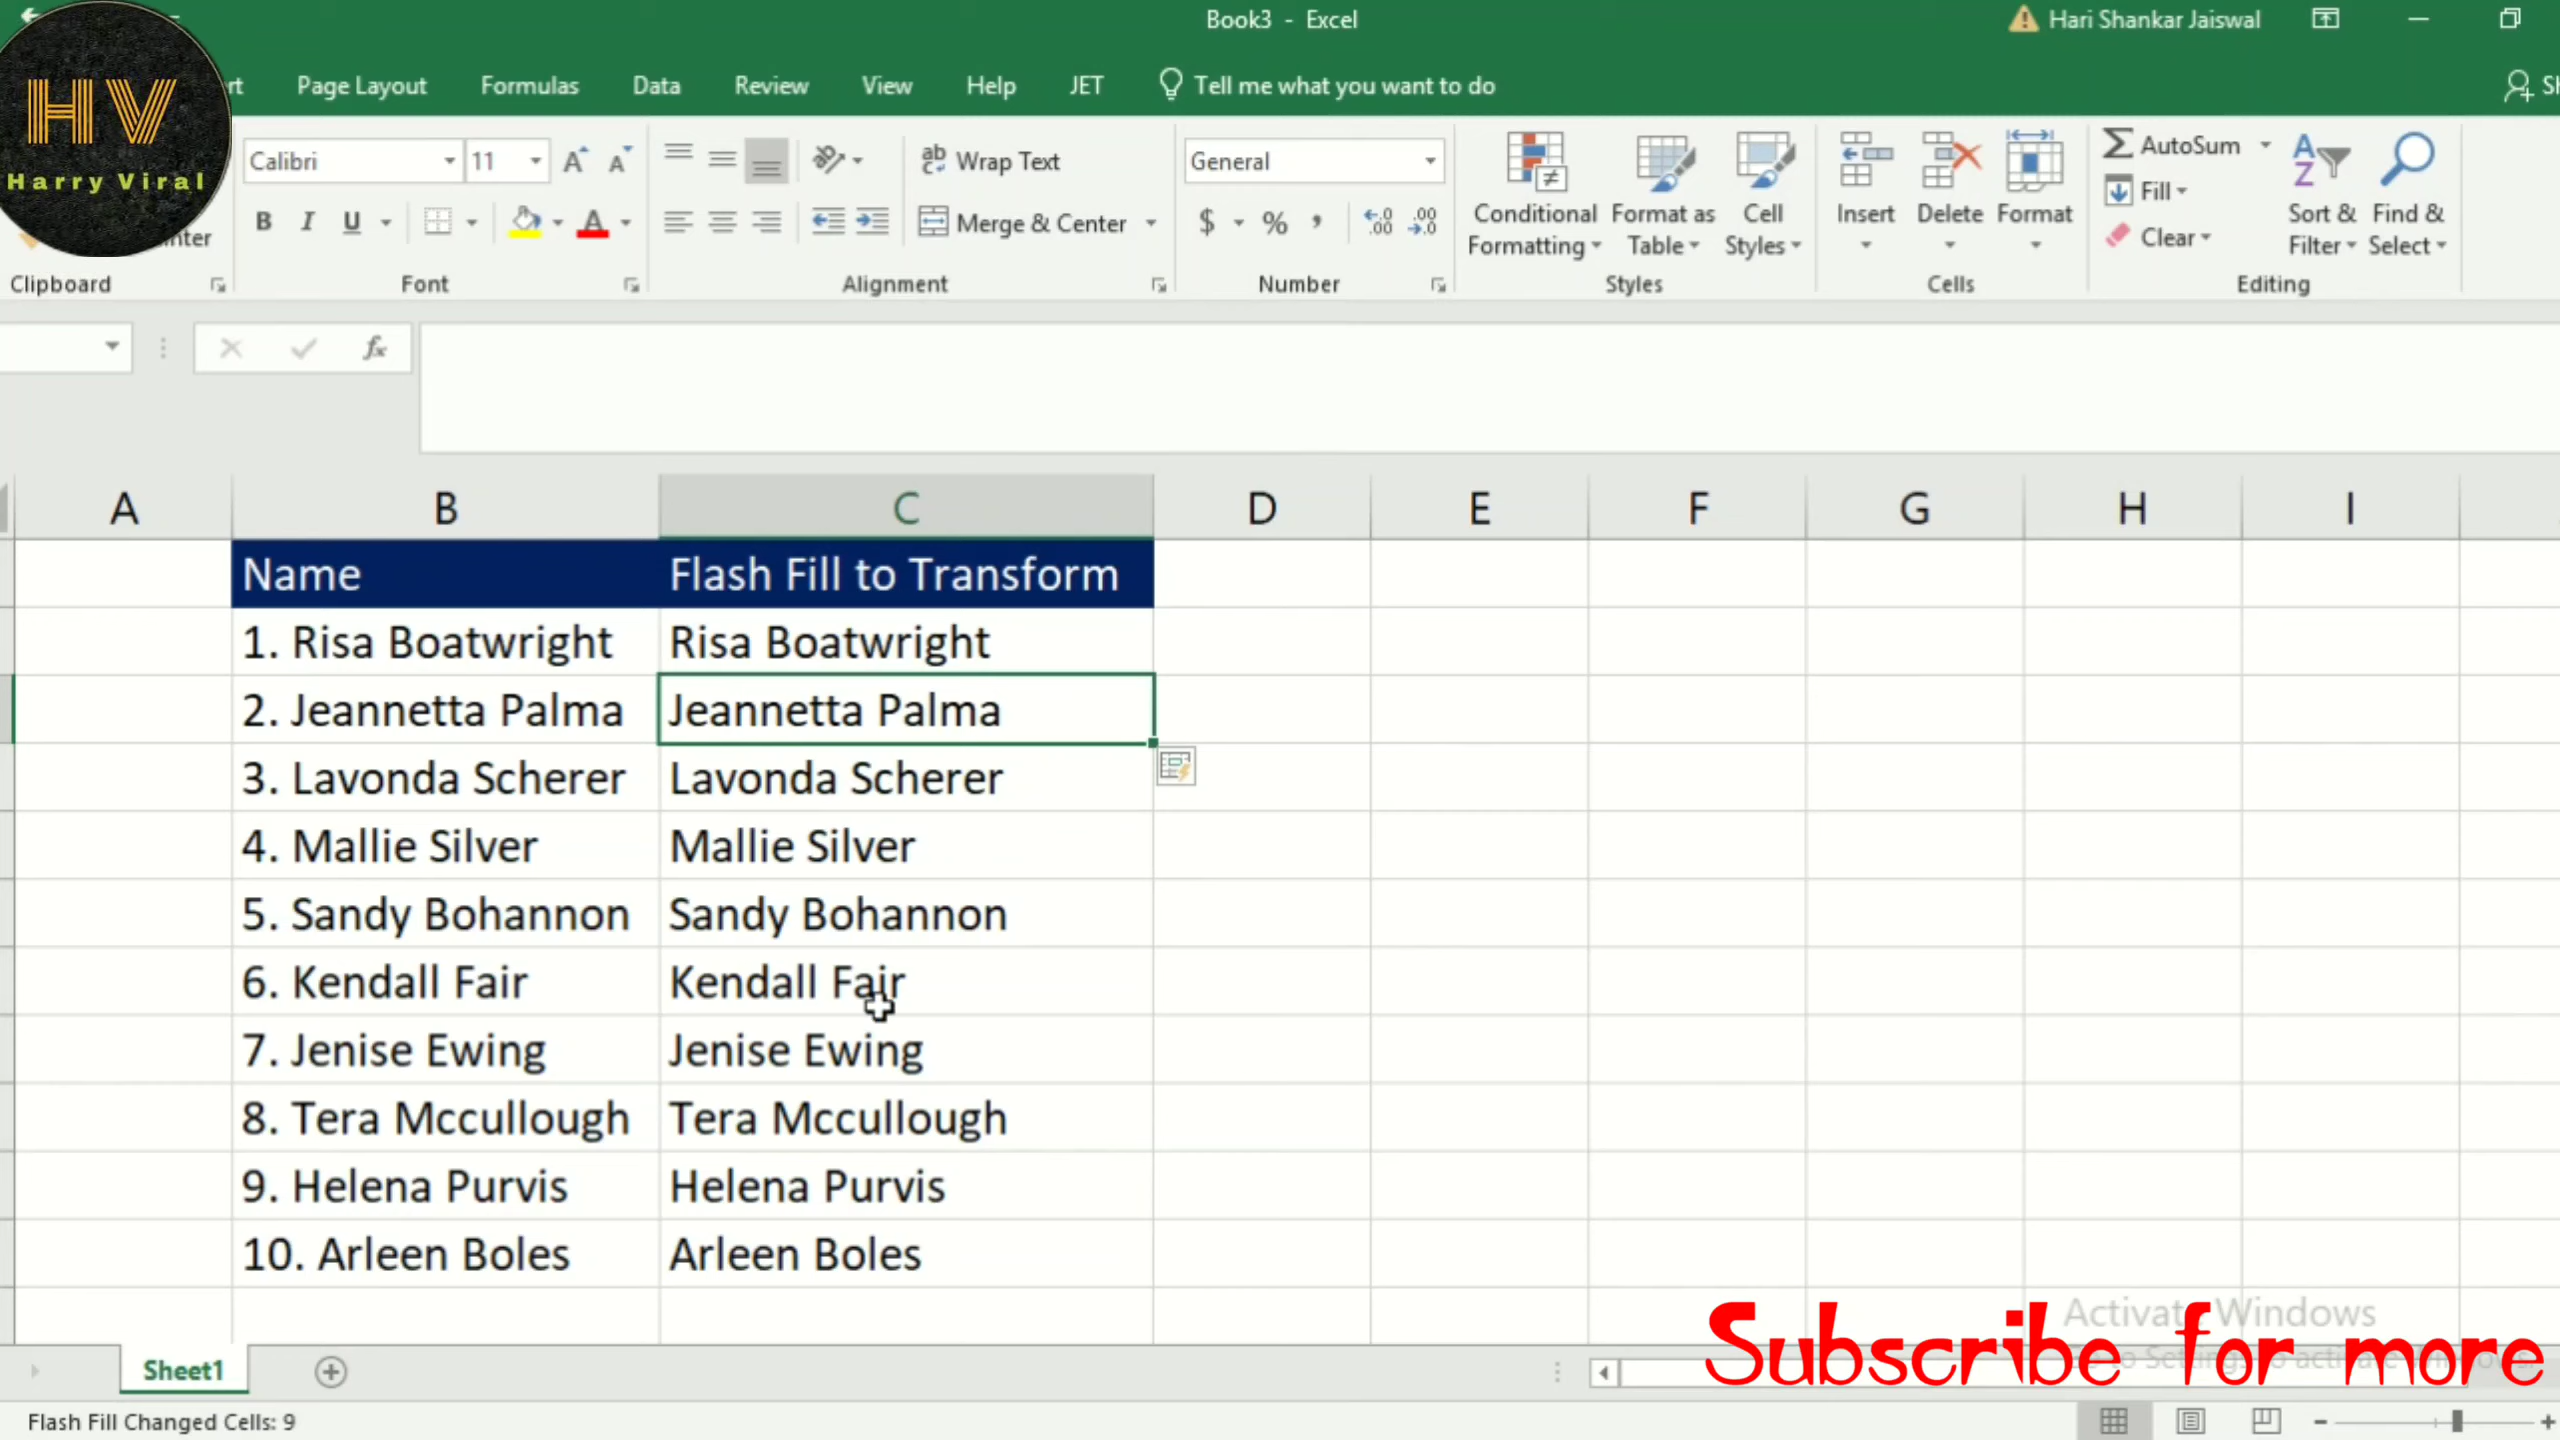 Book3 - Excel
Hari Shankar Jaiswal
HV
Harry Viral
rt
Page Layout
Formulas
Data
Review
View
Help
JET
Tell me what you want to do
Calibri
11
Wrap Text
General
Merge & Center
Conditional Formatting
Format as Table
Cell Styles
Insert
Delete
Format
AutoSum
Fill
Clear
Sort & Filter
Find & Select
Clipboard
Font
Alignment
Number
Styles
Cells
Editing
A B C D E F G H I
Name Flash Fill to Transform
1. Risa Boatwright Risa Boatwright
2. Jeannetta Palma Jeannetta Palma
3. Lavonda Scherer Lavonda Scherer
4. Mallie Silver Mallie Silver
5. Sandy Bohannon Sandy Bohannon
6. Kendall Fair Kendall Fair
7. Jenise Ewing Jenise Ewing
8. Tera Mccullough Tera Mccullough
9. Helena Purvis Helena Purvis
10. Arleen Boles Arleen Boles
Activate Windows
Subscribe for more
Sheet1
Flash Fill Changed Cells: 9